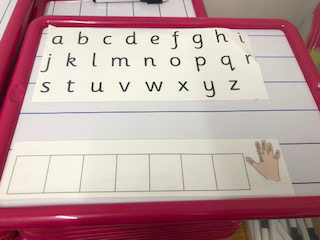 a b c d e f g h i
j k l m n o p q r
s t u v w x y z